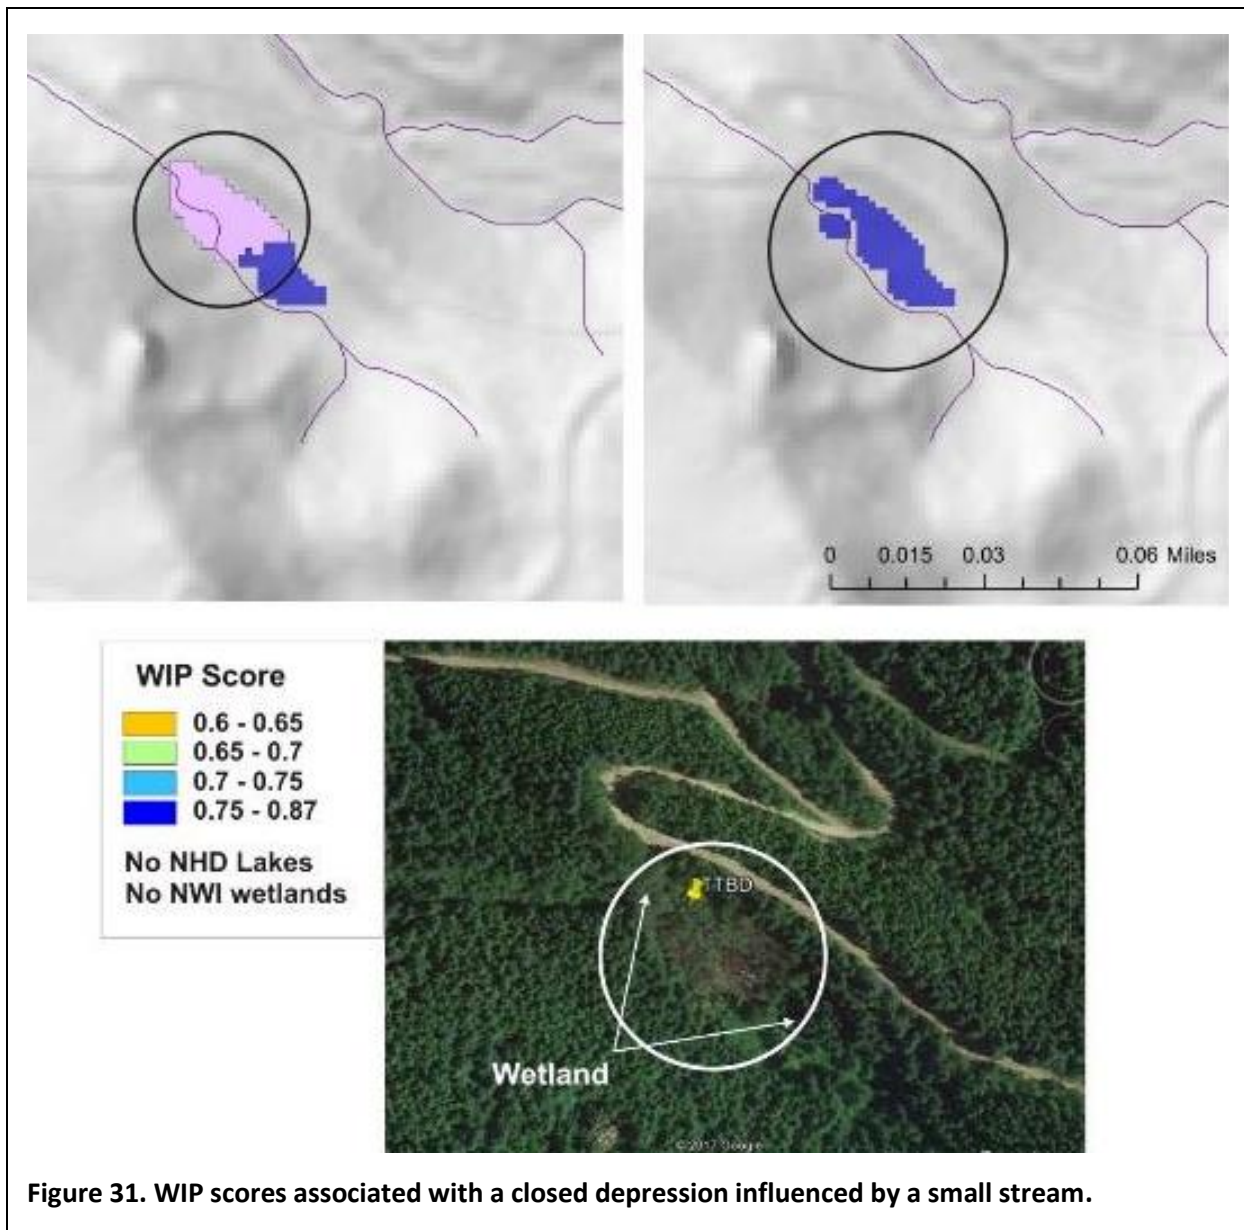 0 0.015 0.03 0.06 Miles
WIP Score
0.6 - 0.65
0.65 - 0.7
0.7 - 0.75
0.75 - 0.87
No NHD Lakes
No NWI wetlands
TTBD
Wetland
© 2017 Google
Figure 31. WIP scores associated with a closed depression influenced by a small stream.